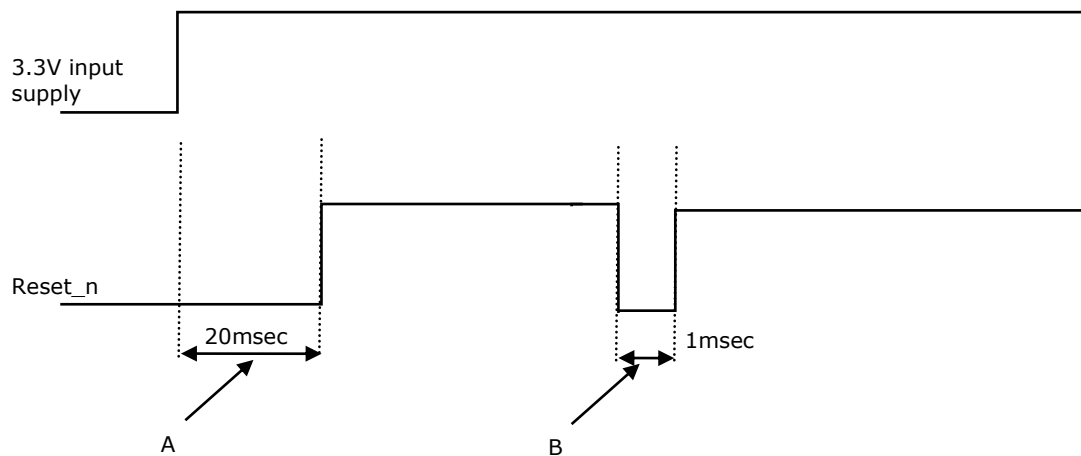 3.3V input
supply
Reset_n
20msec
1msec
A
B